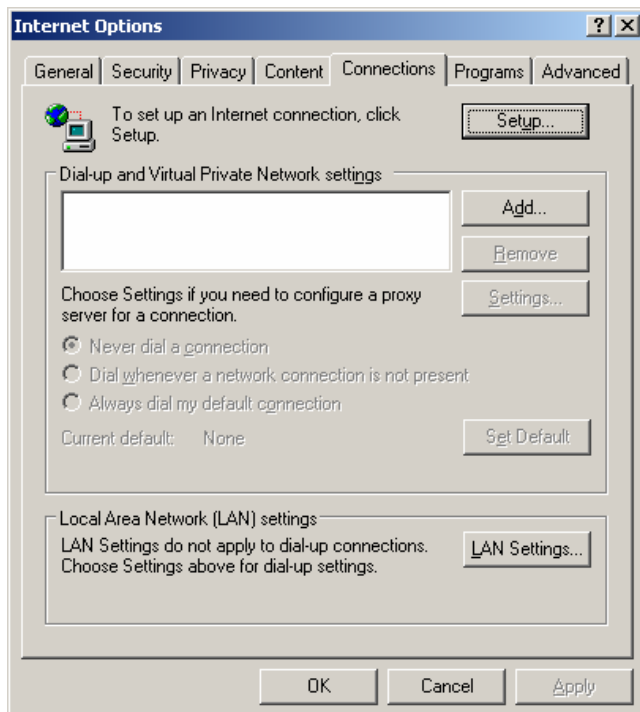 Internet Options
General Security Privacy Content Connections Programs Advanced
To set up an Internet connection, click
Setup.
Setup...
Dial-up and Virtual Private Network settings
Add...
Remove
Choose Settings if you need to configure a proxy
server for a connection.
Settings...
Never dial a connection
Dial whenever a network connection is not present
Always dial my default connection
Current default: None
Set Default
Local Area Network (LAN) settings
LAN Settings do not apply to dial-up connections.
Choose Settings above for dial-up settings.
LAN Settings...
OK Cancel Apply